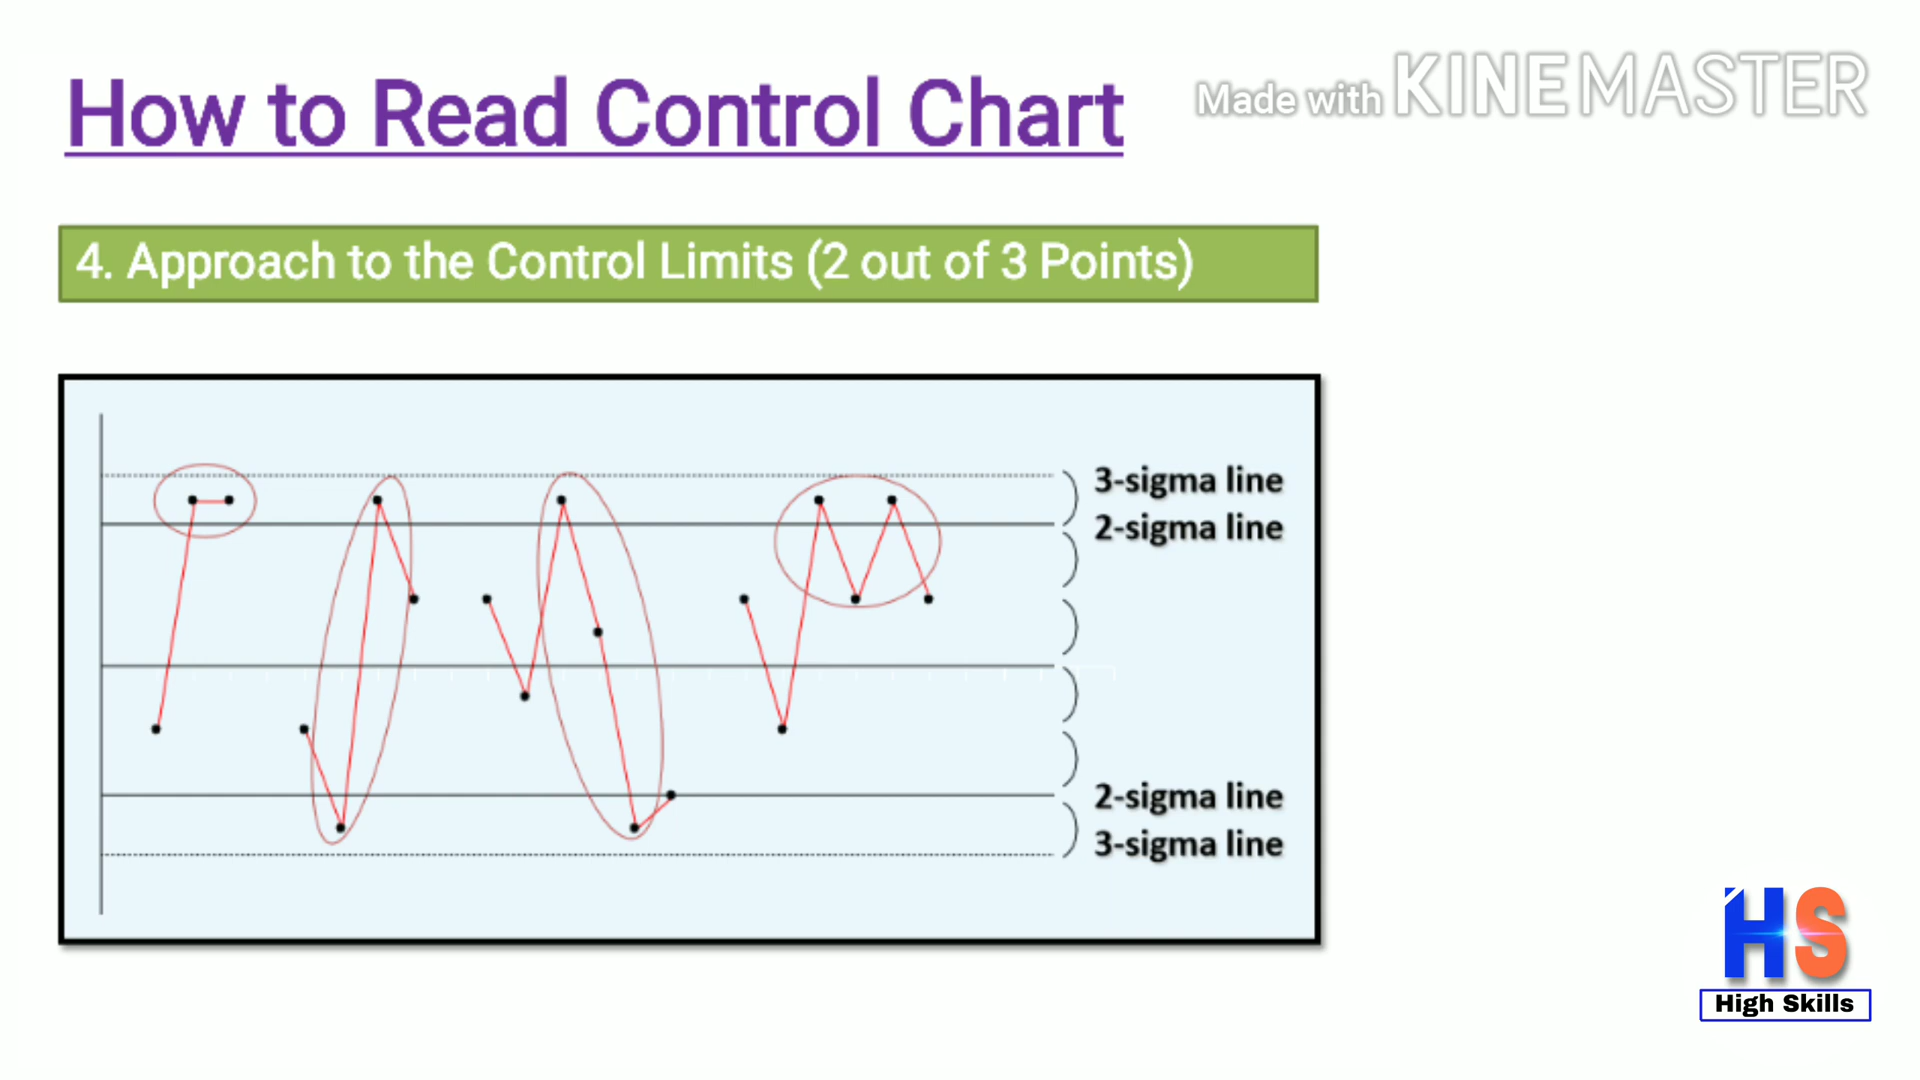 How to Read Control Chart
Made with KINEMASTER
4. Approach to the Control Limits (2 out of 3 Points)
3-sigma line
2-sigma line
2-sigma line
3-sigma line
HS
High Skills